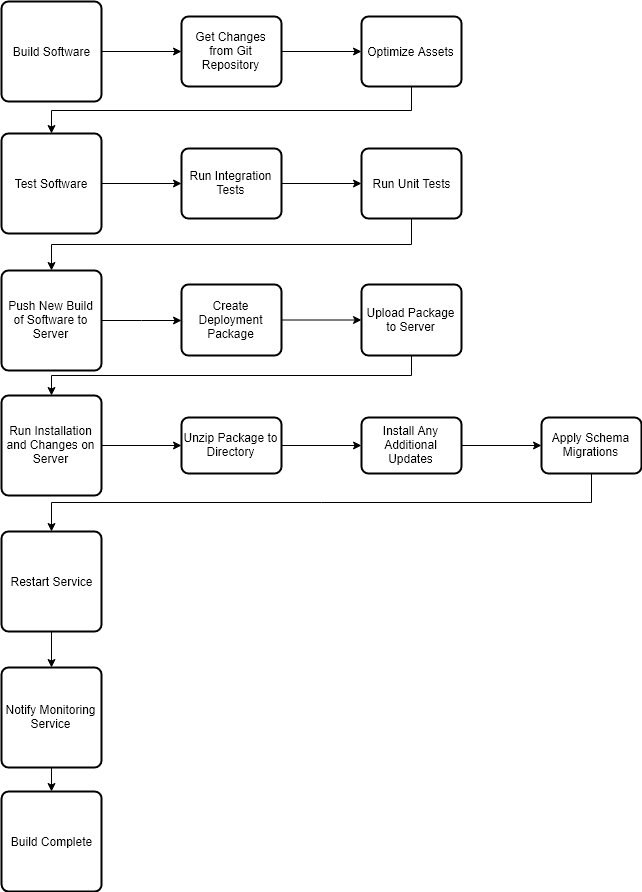 Build Software
Get Changes
from Git
Repository
Optimize Assets
Test Software
Run Integration
Tests
Run Unit Tests
Push New Build
of Software to
Server
Create
Deployment
Package
Upload Package
to Server
Run Installation
and Changes on
Server
Unzip Package to
Directory
Install Any
Additional
Updates
Apply Schema
Migrations
Restart Service
Notify Monitoring
Service
Build Complete